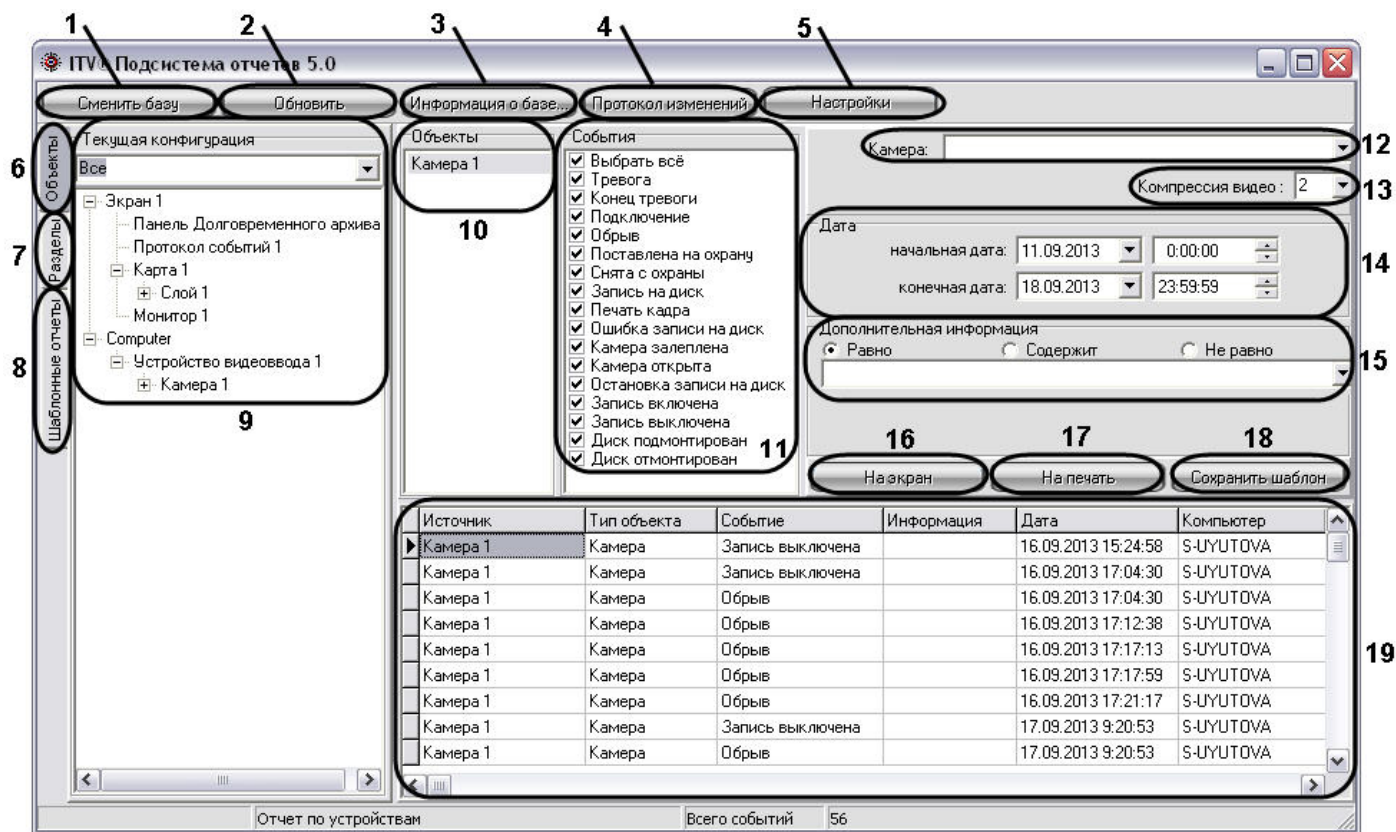 1 2 3 4 5
ITV® Подсистема отчетов 5.0
Сменить базу Обновить Информация о базе... Протокол изменений Настройки
6 Объекты
7 Разделы
8 Шаблонные отчеты
Текущая конфигурация
Все
Экран 1
Панель Долговременного архива
Протокол событий 1
Карта 1
Слой 1
Монитор 1
Computer
Устройство видеоввода 1
Камера 1
9
Объекты
Камера 1
10
События
Выбрать всё
Тревога
Конец тревоги
Подключение
Обрыв
Поставлена на охрану
Снята с охраны
Запись на диск
Печать кадра
Ошибка записи на диск
Камера залеплена
Камера открыта
Остановка записи на диск
Запись включена
Запись выключена
Диск подмонтирован
Диск отмонтирован
11
Камера: 12
Компрессия видео : 2 13
Дата
начальная дата: 11.09.2013 0:00:00
14
конечная дата: 18.09.2013 23:59:59
Дополнительная информация
Равно Содержит Не равно
15
16 17 18
На экран На печать Сохранить шаблон
Источник Тип объекта Событие Информация Дата Компьютер
Камера 1 Камера Запись выключена 16.09.2013 15:24:58 S-UYUTOVA
Камера 1 Камера Запись выключена 16.09.2013 17:04:30 S-UYUTOVA
Камера 1 Камера Обрыв 16.09.2013 17:04:30 S-UYUTOVA
Камера 1 Камера Обрыв 16.09.2013 17:12:38 S-UYUTOVA
Камера 1 Камера Обрыв 16.09.2013 17:17:13 S-UYUTOVA
Камера 1 Камера Обрыв 16.09.2013 17:17:59 S-UYUTOVA
Камера 1 Камера Обрыв 16.09.2013 17:21:17 S-UYUTOVA
Камера 1 Камера Запись выключена 17.09.2013 9:20:53 S-UYUTOVA
Камера 1 Камера Обрыв 17.09.2013 9:20:53 S-UYUTOVA
19
Отчет по устройствам Всего событий 56